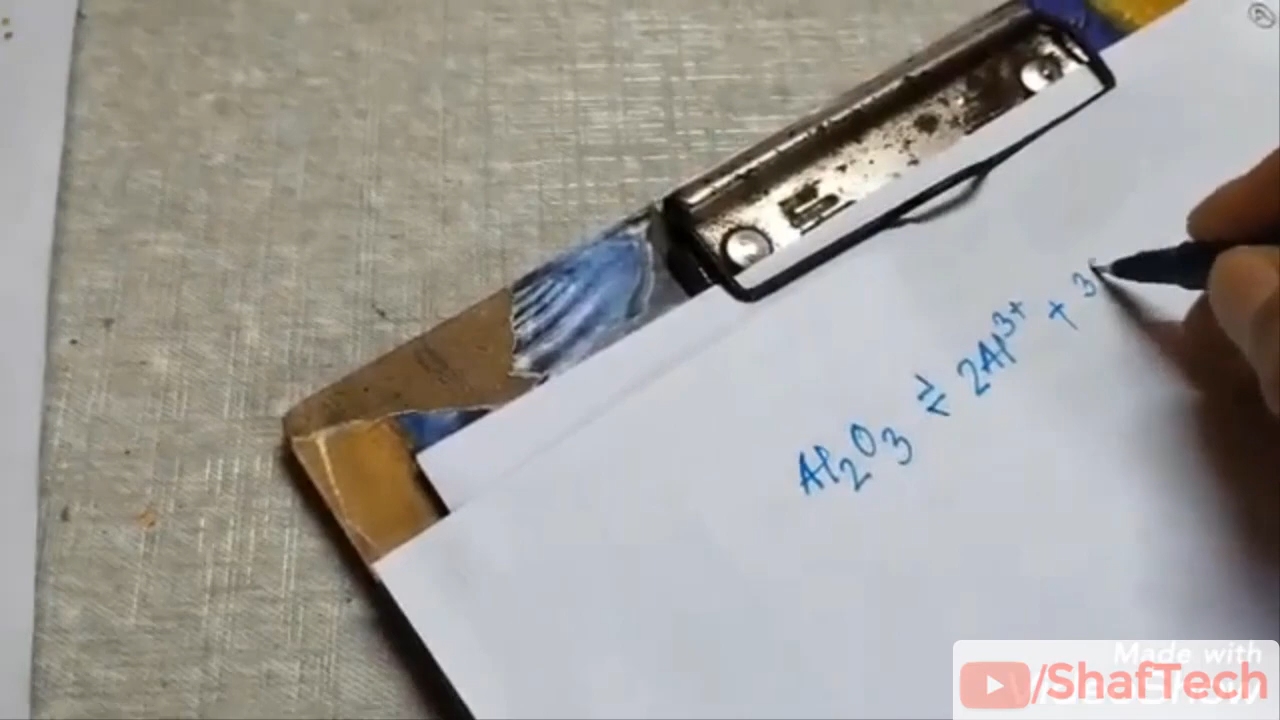 Al₂O₃ ⇌ 2Al³⁺ + 3
Made with
/ShafTech